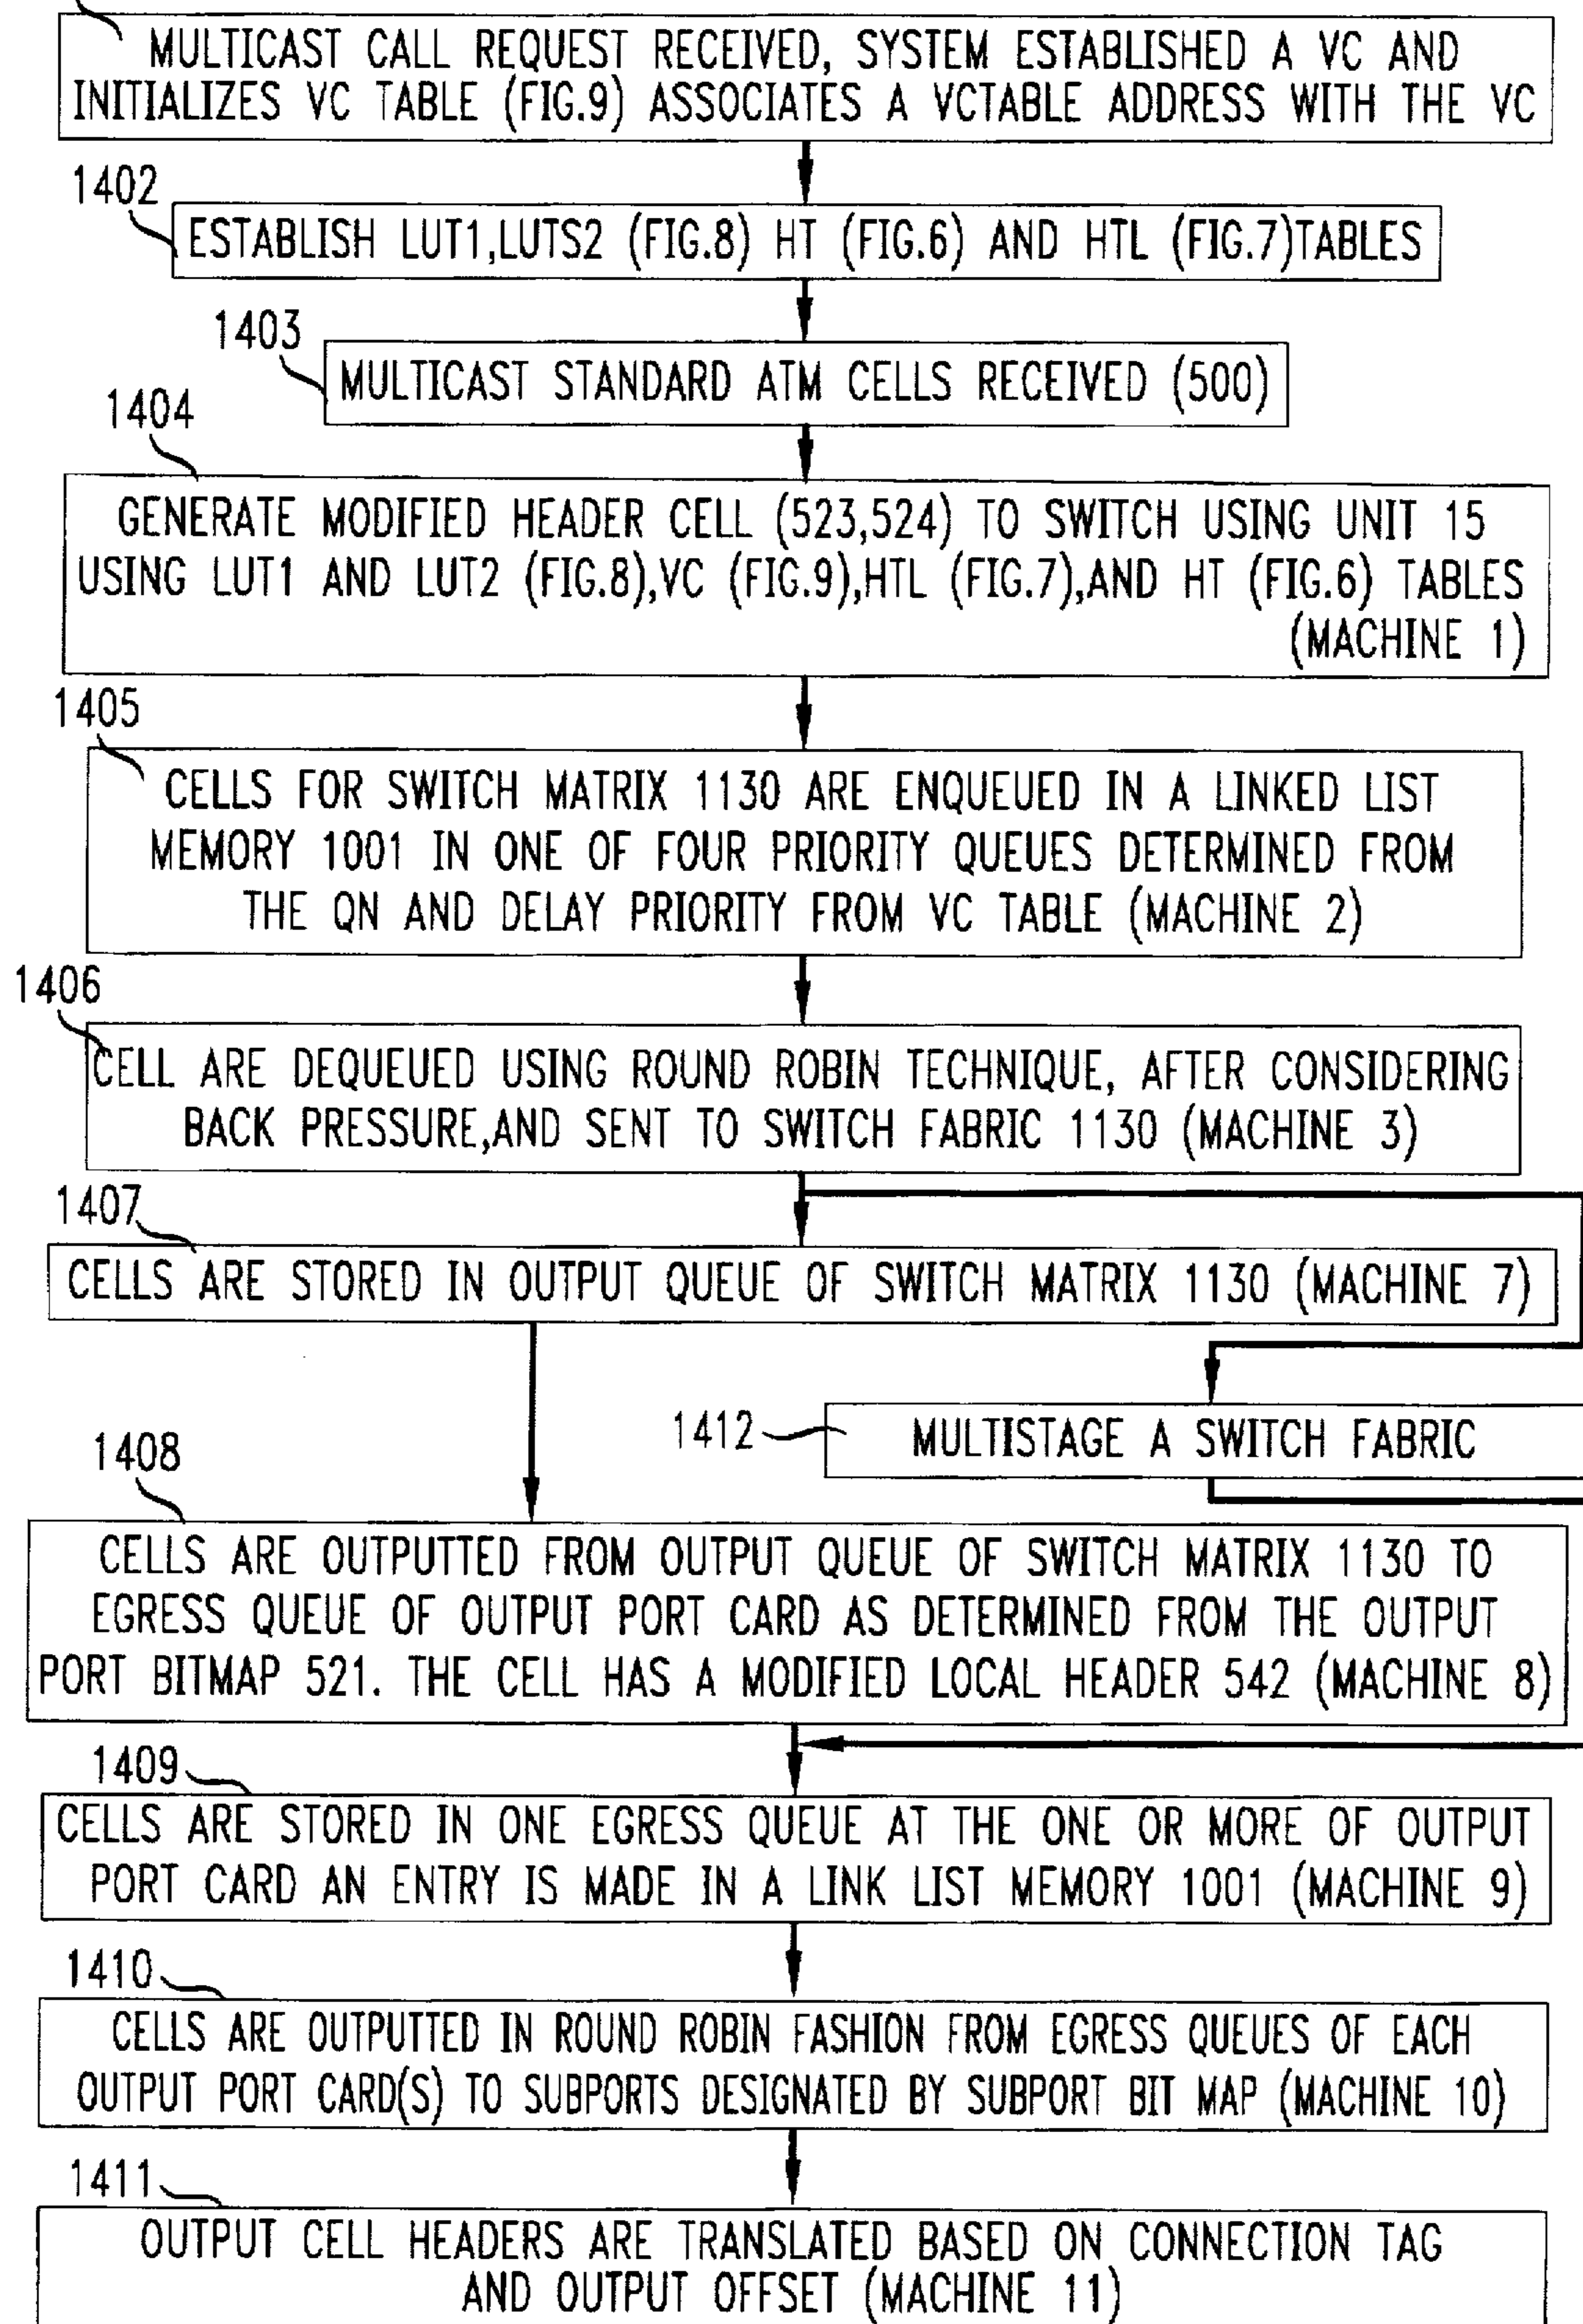 MULTICAST CALL REQUEST RECEIVED, SYSTEM ESTABLISHED A VC AND
INITIALIZES VC TABLE (FIG.9) ASSOCIATES A VCTABLE ADDRESS WITH THE VC
1402
ESTABLISH LUT1,LUTS2 (FIG.8) HT (FIG.6) AND HTL (FIG.7)TABLES
1403
MULTICAST STANDARD ATM CELLS RECEIVED (500)
1404
GENERATE MODIFIED HEADER CELL (523,524) TO SWITCH USING UNIT 15
USING LUT1 AND LUT2 (FIG.8),VC (FIG.9),HTL (FIG.7),AND HT (FIG.6) TABLES
(MACHINE 1)
1405
CELLS FOR SWITCH MATRIX 1130 ARE ENQUEUED IN A LINKED LIST
MEMORY 1001 IN ONE OF FOUR PRIORITY QUEUES DETERMINED FROM
THE QN AND DELAY PRIORITY FROM VC TABLE (MACHINE 2)
1406
CELL ARE DEQUEUED USING ROUND ROBIN TECHNIQUE, AFTER CONSIDERING
BACK PRESSURE,AND SENT TO SWITCH FABRIC 1130 (MACHINE 3)
1407
CELLS ARE STORED IN OUTPUT QUEUE OF SWITCH MATRIX 1130 (MACHINE 7)
1412
MULTISTAGE A SWITCH FABRIC
1408
CELLS ARE OUTPUTTED FROM OUTPUT QUEUE OF SWITCH MATRIX 1130 TO
EGRESS QUEUE OF OUTPUT PORT CARD AS DETERMINED FROM THE OUTPUT
PORT BITMAP 521. THE CELL HAS A MODIFIED LOCAL HEADER 542 (MACHINE 8)
1409
CELLS ARE STORED IN ONE EGRESS QUEUE AT THE ONE OR MORE OF OUTPUT
PORT CARD AN ENTRY IS MADE IN A LINK LIST MEMORY 1001 (MACHINE 9)
1410
CELLS ARE OUTPUTTED IN ROUND ROBIN FASHION FROM EGRESS QUEUES OF EACH
OUTPUT PORT CARD(S) TO SUBPORTS DESIGNATED BY SUBPORT BIT MAP (MACHINE 10)
1411
OUTPUT CELL HEADERS ARE TRANSLATED BASED ON CONNECTION TAG
AND OUTPUT OFFSET (MACHINE 11)